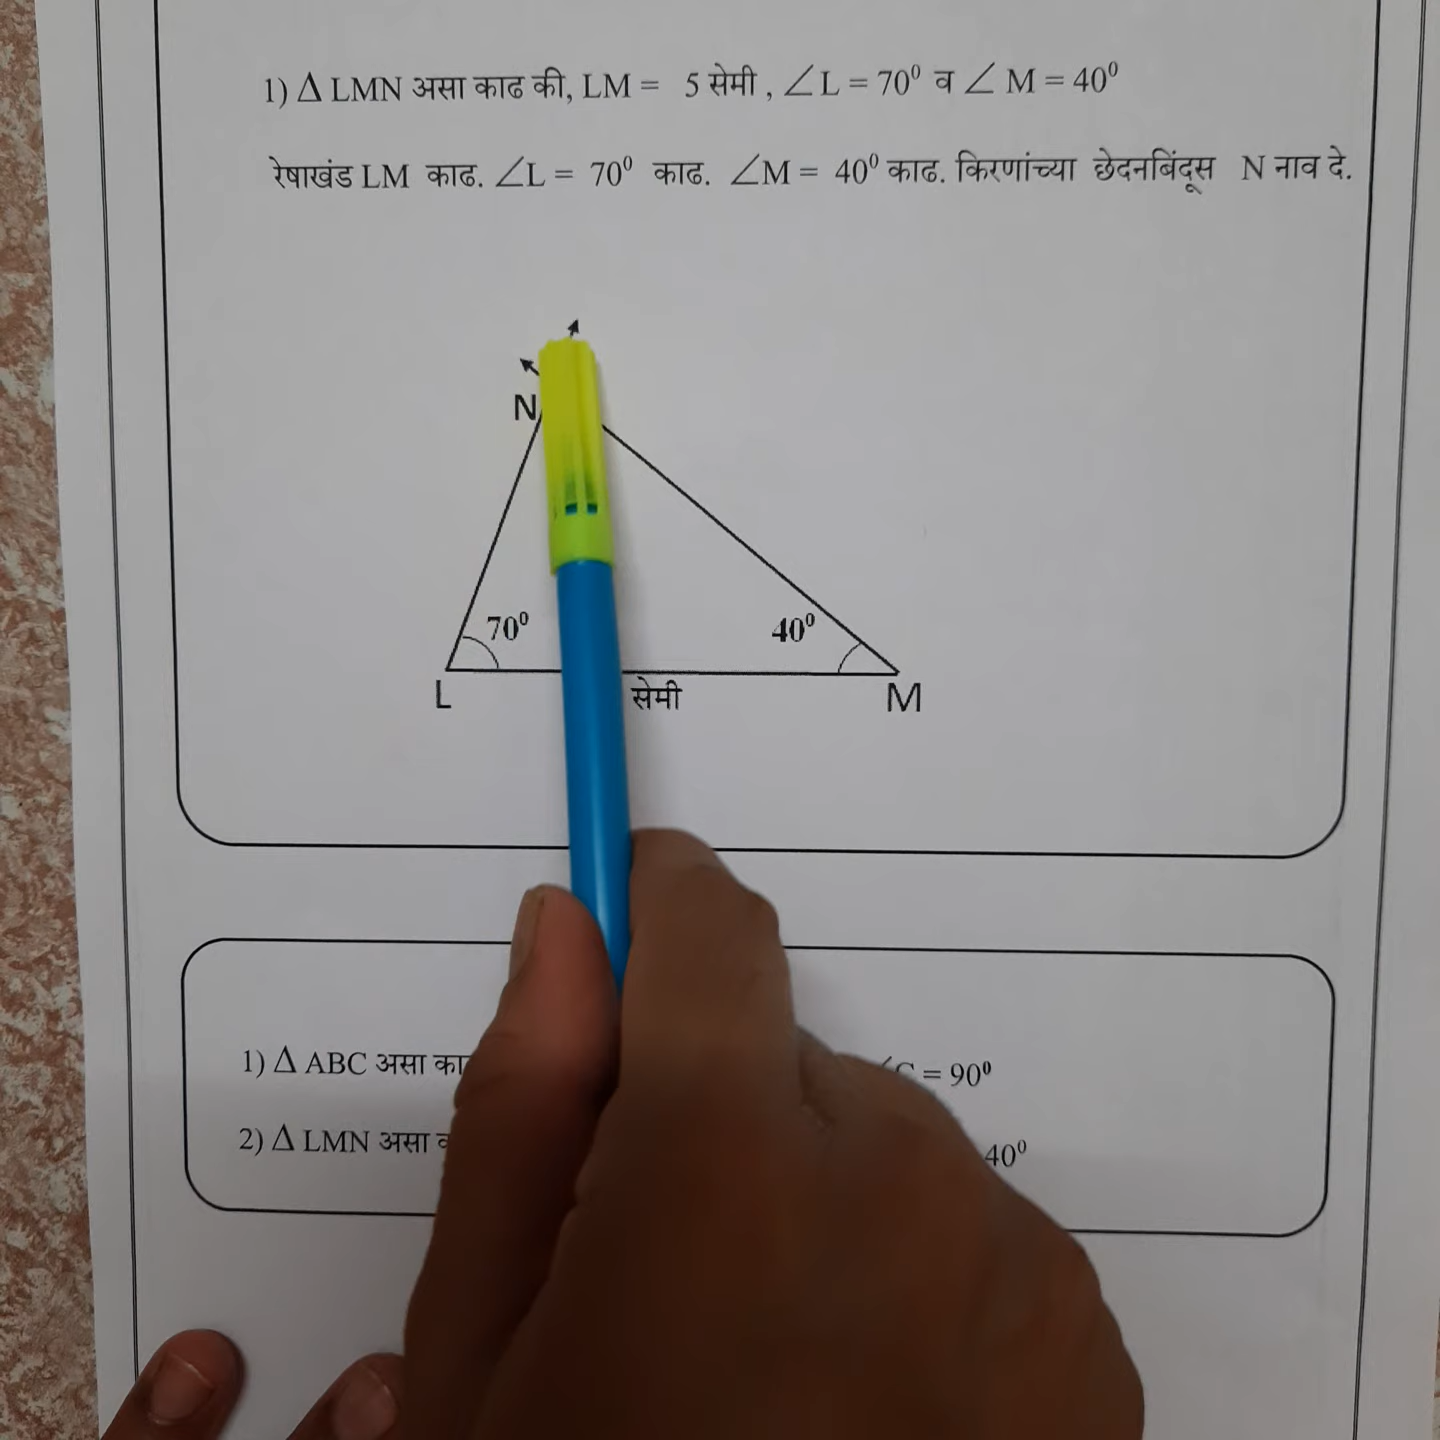 1) Δ LMN असा काढ की, LM = 5 सेमी , ∠L = 70⁰ व ∠ M = 40⁰
रेषाखंड LM काढ. ∠L = 70⁰ काढ. ∠M = 40⁰ काढ. किरणांच्या छेदनबिंदूस N नाव दे.
N
70⁰ 40⁰
L सेमी M
1) Δ ABC असा = 90⁰
2) Δ LMN असा 40⁰